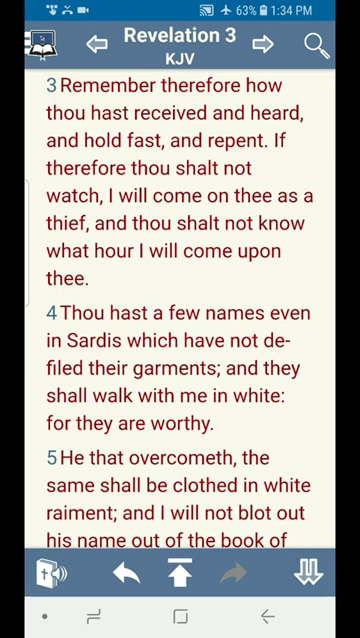 63% 1:34 PM
Revelation 3
KJV
3 Remember therefore how
thou hast received and heard,
and hold fast, and repent. If
therefore thou shalt not
watch, I will come on thee as a
thief, and thou shalt not know
what hour I will come upon
thee.
4 Thou hast a few names even
in Sardis which have not de-
filed their garments; and they
shall walk with me in white:
for they are worthy.
5 He that overcometh, the
same shall be clothed in white
raiment; and I will not blot out
his name out of the book of